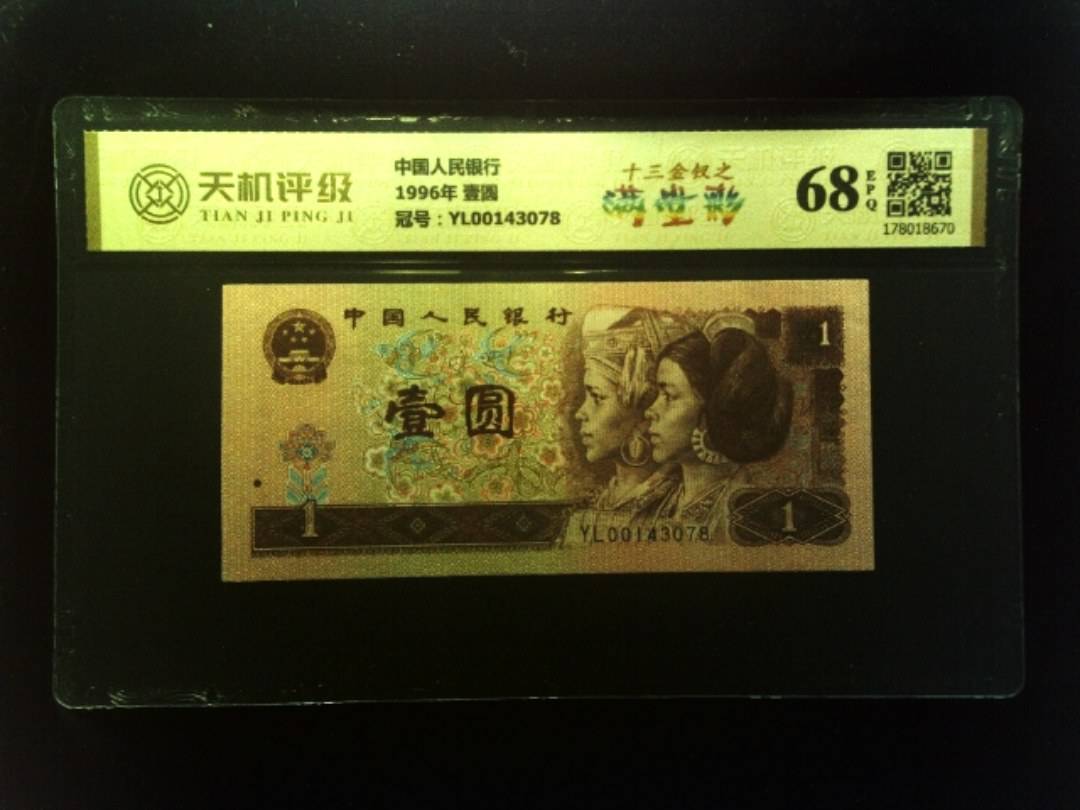 天机评级
TIAN JI PING JI
中国人民银行
1996年 壹圆
冠号：YL00143078
十三金钗之
满堂彩
68
EPQ
178018670
中国人民银行
1
壹圆
1
YL00143078
1